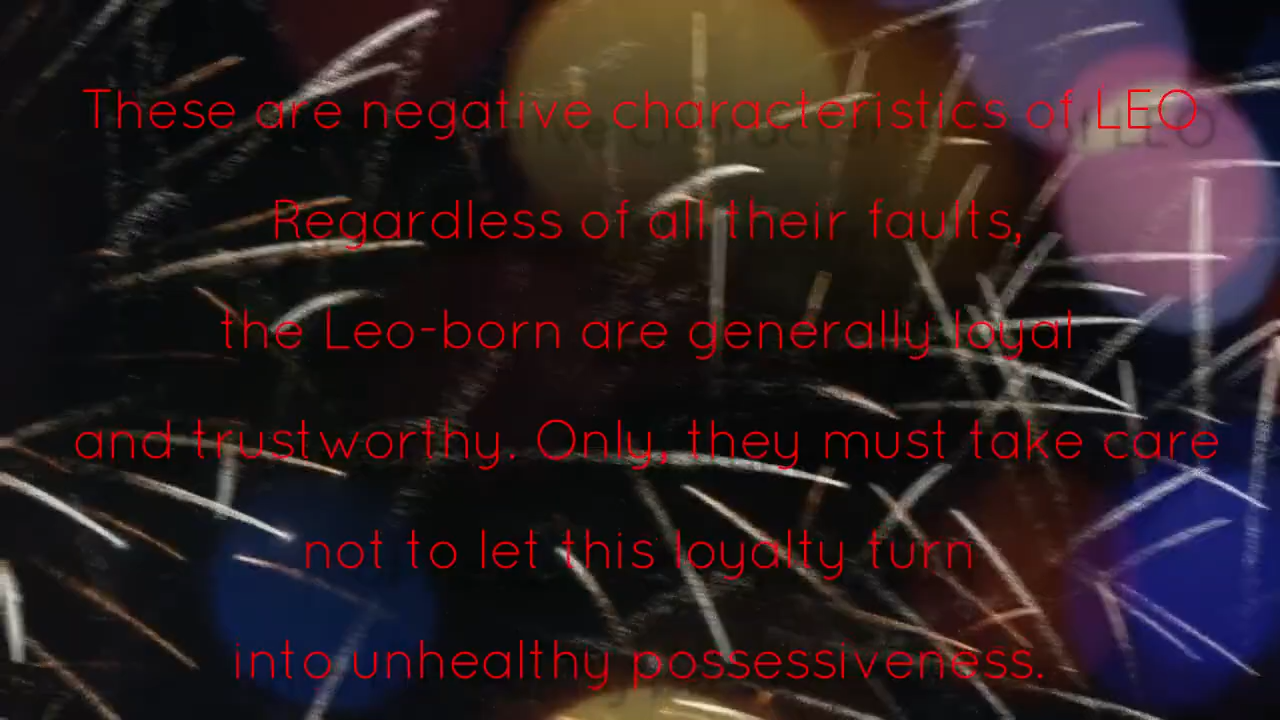 These are negative characteristics of LEO
Regardless of all their faults,
the Leo-born are generally loyal
and trustworthy. Only, they must take care
not to let this loyalty turn
into unhealthy possessiveness.